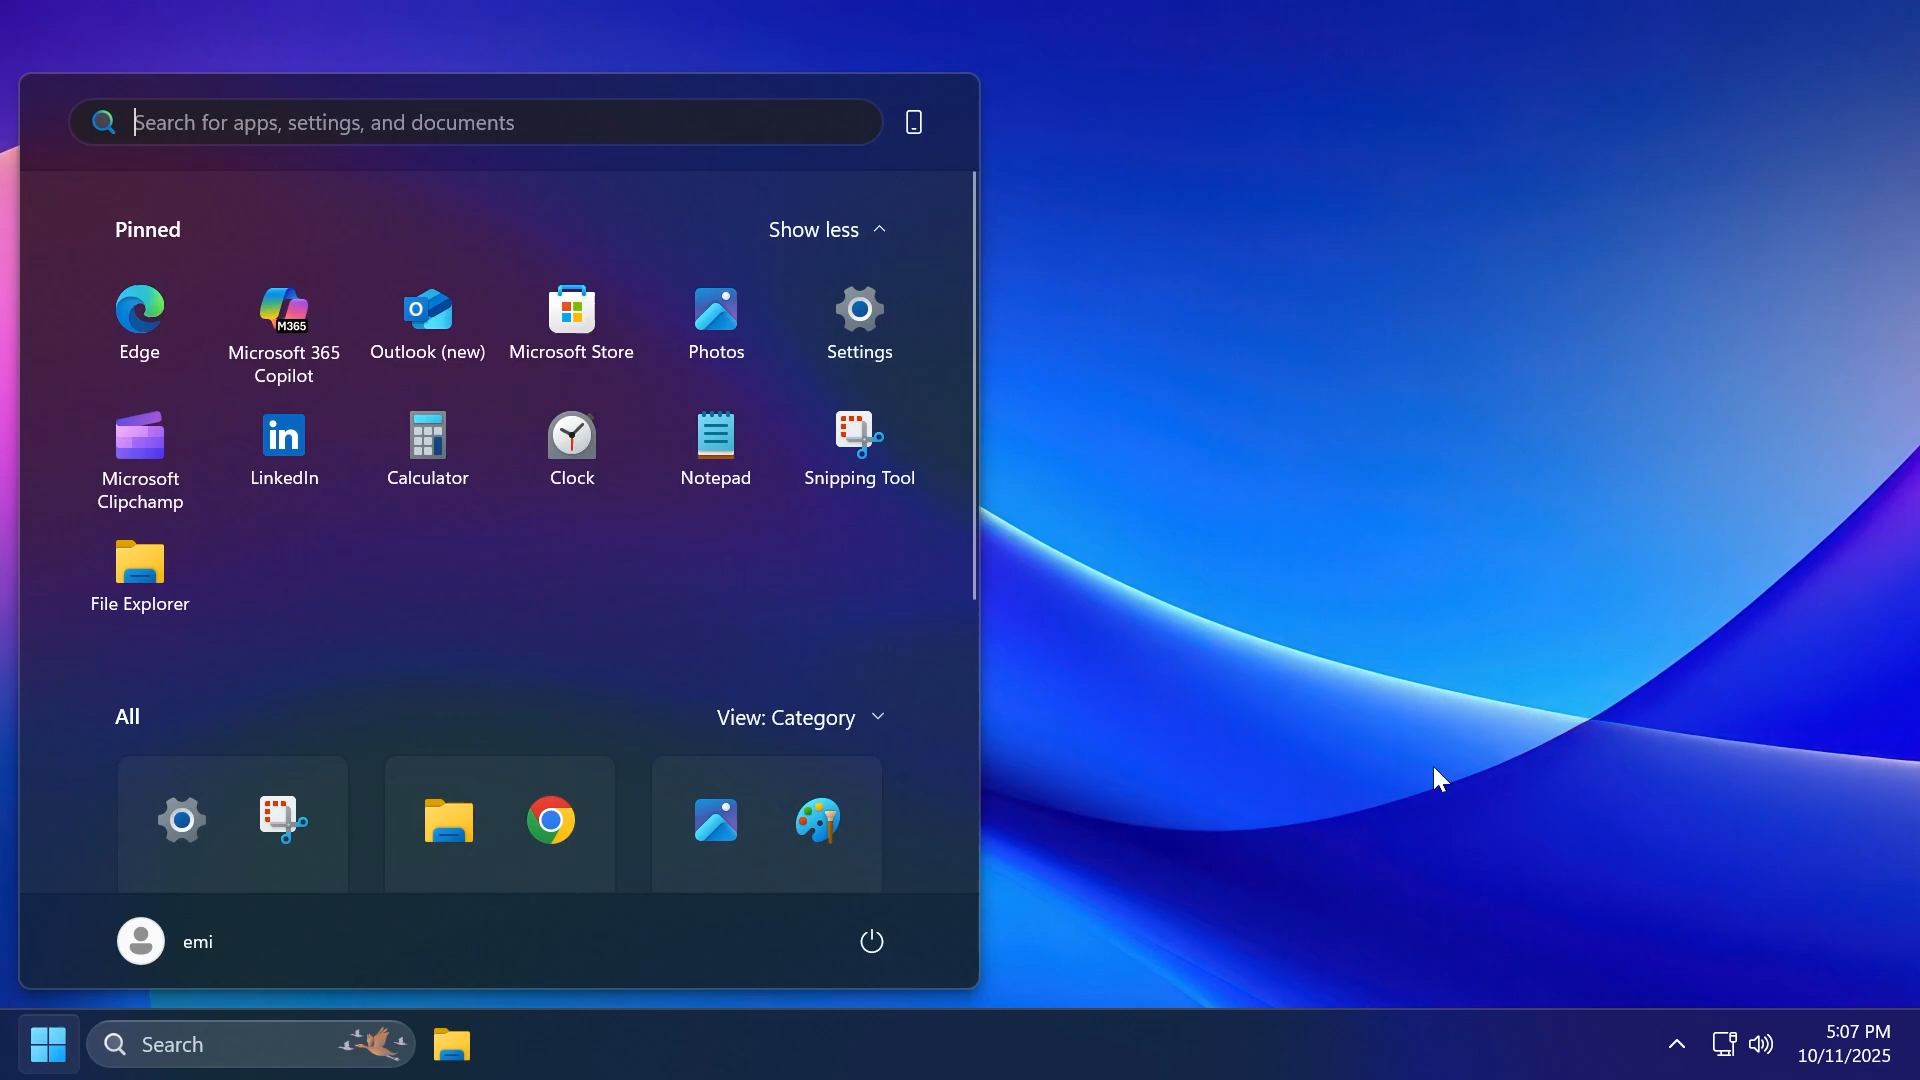 Search for apps, settings, and documents
Pinned
Show less
Edge
Microsoft 365
Copilot
Outlook (new)
Microsoft Store
Photos
Settings
M365
O
Microsoft
Clipchamp
in
LinkedIn
Calculator
Clock
Notepad
Snipping Tool
File Explorer
All
View: Category
emi
Search
5:07 PM
10/11/2025